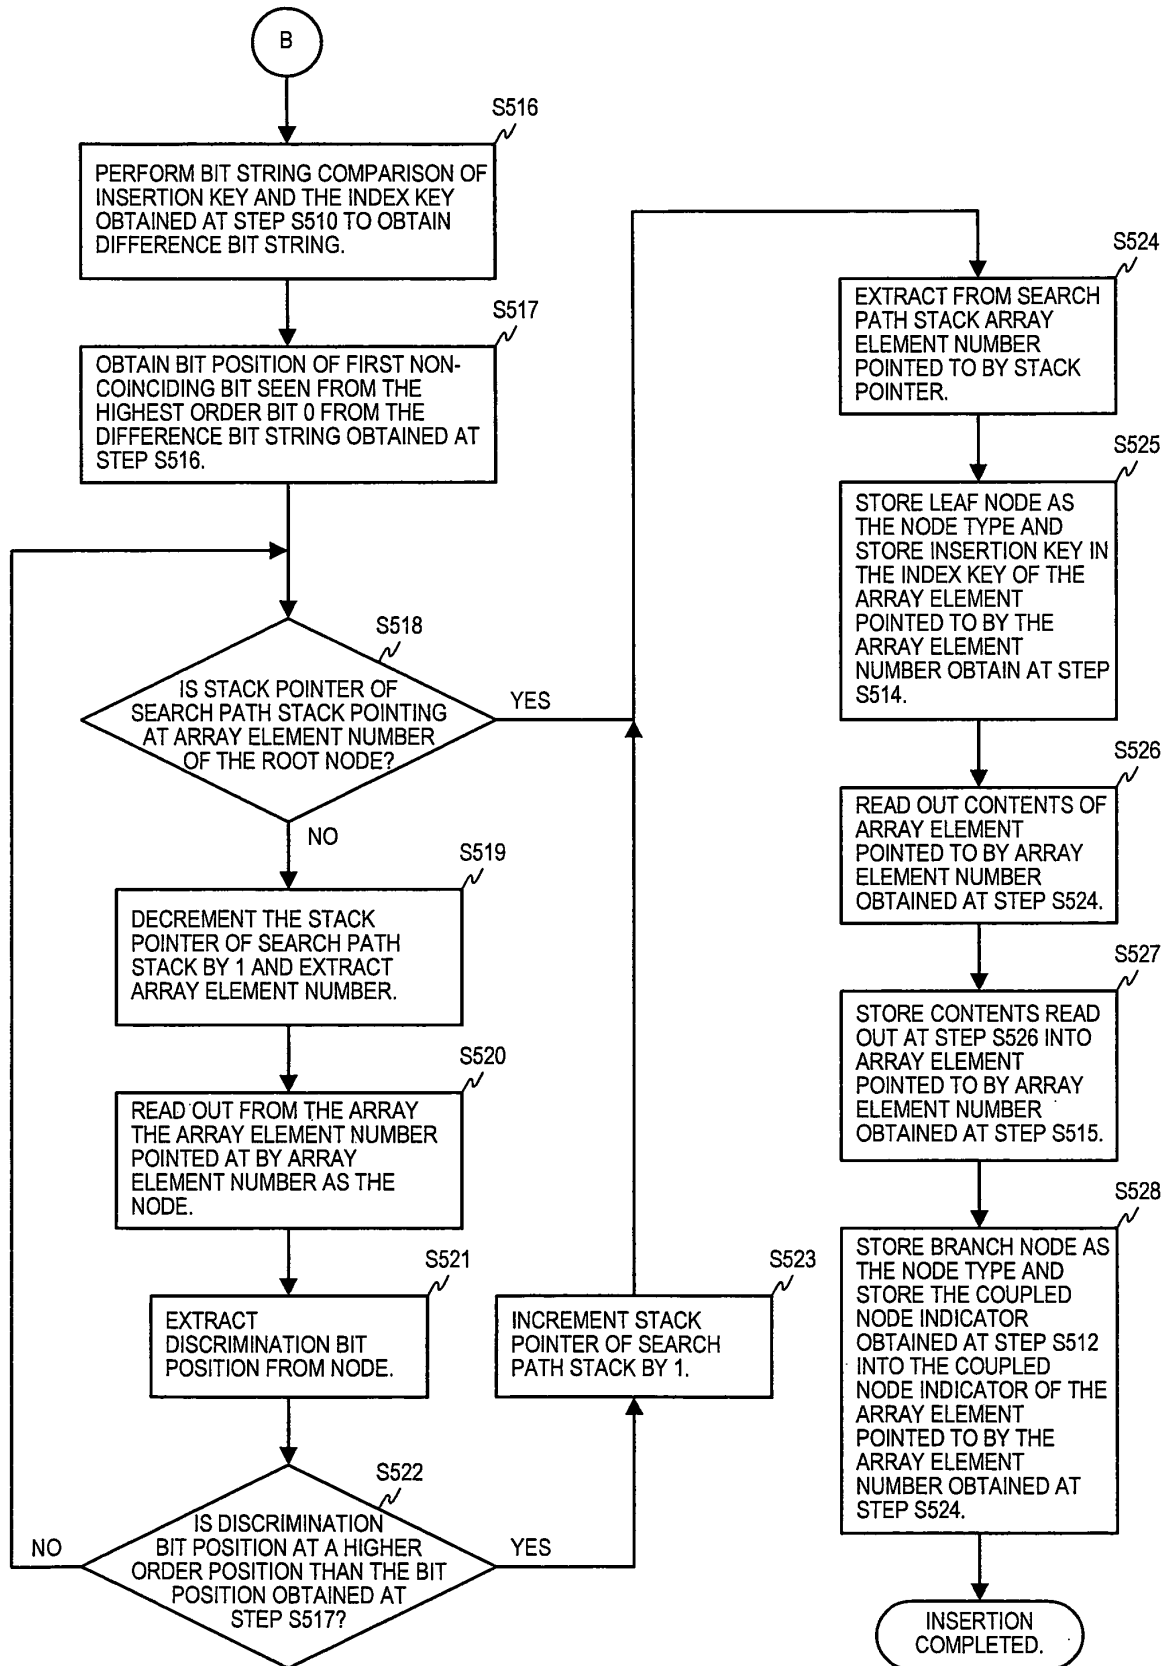 B
S516
PERFORM BIT STRING COMPARISON OF
INSERTION KEY AND THE INDEX KEY
OBTAINED AT STEP S510 TO OBTAIN
DIFFERENCE BIT STRING.
S517
OBTAIN BIT POSITION OF FIRST NON-
COINCIDING BIT SEEN FROM THE
HIGHEST ORDER BIT 0 FROM THE
DIFFERENCE BIT STRING OBTAINED AT
STEP S516.
S518
IS STACK POINTER OF
SEARCH PATH STACK POINTING
AT ARRAY ELEMENT NUMBER
OF THE ROOT NODE?
YES
NO
S519
DECREMENT THE STACK
POINTER OF SEARCH PATH
STACK BY 1 AND EXTRACT
ARRAY ELEMENT NUMBER.
S520
READ OUT FROM THE ARRAY
THE ARRAY ELEMENT NUMBER
POINTED AT BY ARRAY
ELEMENT NUMBER AS THE
NODE.
S521
EXTRACT
DISCRIMINATION BIT
POSITION FROM NODE.
S522
IS DISCRIMINATION
BIT POSITION AT A HIGHER
ORDER POSITION THAN THE BIT
POSITION OBTAINED AT
STEP S517?
NO
YES
S523
INCREMENT STACK
POINTER OF SEARCH
PATH STACK BY 1.
S524
EXTRACT FROM SEARCH
PATH STACK ARRAY
ELEMENT NUMBER
POINTED TO BY STACK
POINTER.
S525
STORE LEAF NODE AS
THE NODE TYPE AND
STORE INSERTION KEY IN
THE INDEX KEY OF THE
ARRAY ELEMENT
POINTED TO BY THE
ARRAY ELEMENT
NUMBER OBTAIN AT STEP
S514.
S526
READ OUT CONTENTS OF
ARRAY ELEMENT
POINTED TO BY ARRAY
ELEMENT NUMBER
OBTAINED AT STEP S524.
S527
STORE CONTENTS READ
OUT AT STEP S526 INTO
ARRAY ELEMENT
POINTED TO BY ARRAY
ELEMENT NUMBER
OBTAINED AT STEP S515.
S528
STORE BRANCH NODE AS
THE NODE TYPE AND
STORE THE COUPLED
NODE INDICATOR
OBTAINED AT STEP S512
INTO THE COUPLED
NODE INDICATOR OF THE
ARRAY ELEMENT
POINTED TO BY THE
ARRAY ELEMENT
NUMBER OBTAINED AT
STEP S524.
INSERTION
COMPLETED.